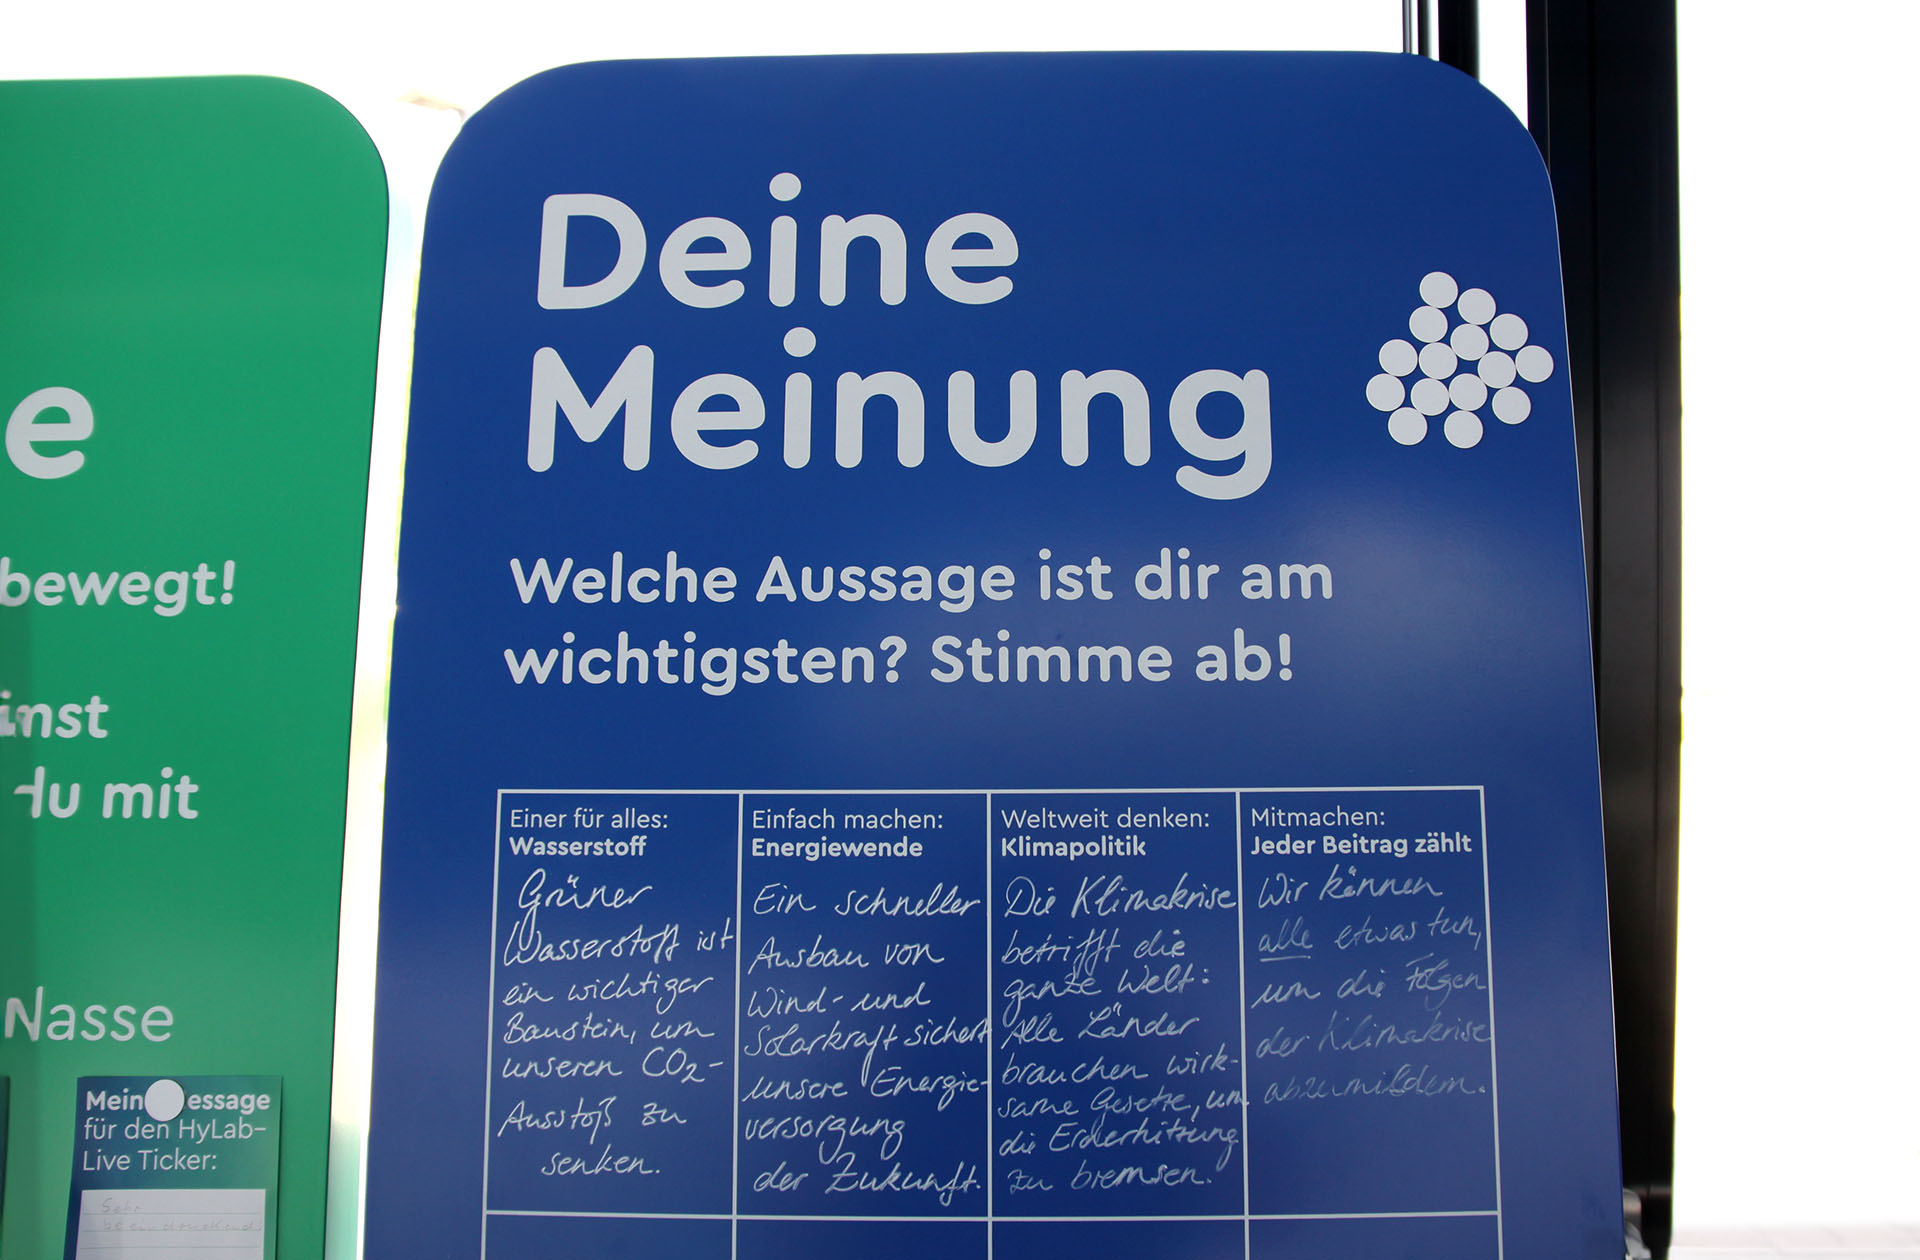 e
bewegt!
inst
du mit
Nasse
Mein essage
für den HyLab-
Live Ticker:
Sehr
beeindruckend
Deine
Meinung
Welche Aussage ist dir am
wichtigsten? Stimme ab!
Einer für alles:
Wasserstoff
Grüner
Wasserstoff ist
ein wichtiger
Baustein, um
unseren CO2-
Ausstoß zu
senken.
Einfach machen:
Energiewende
Ein schneller
Ausbau von
Wind- und
Solarkraft sichert
unsere Energie-
versorgung
der Zukunft.
Weltweit denken:
Klimapolitik
Die Klimakrise
betrifft die
ganze Welt:
Alle Länder
brauchen wirk-
same Gesetze, um
die Erderhitzung
zu bremsen.
Mitmachen:
Jeder Beitrag zählt
Wir können
alle etwas tun,
um die Folgen
der Klimakrise
abzumildern.